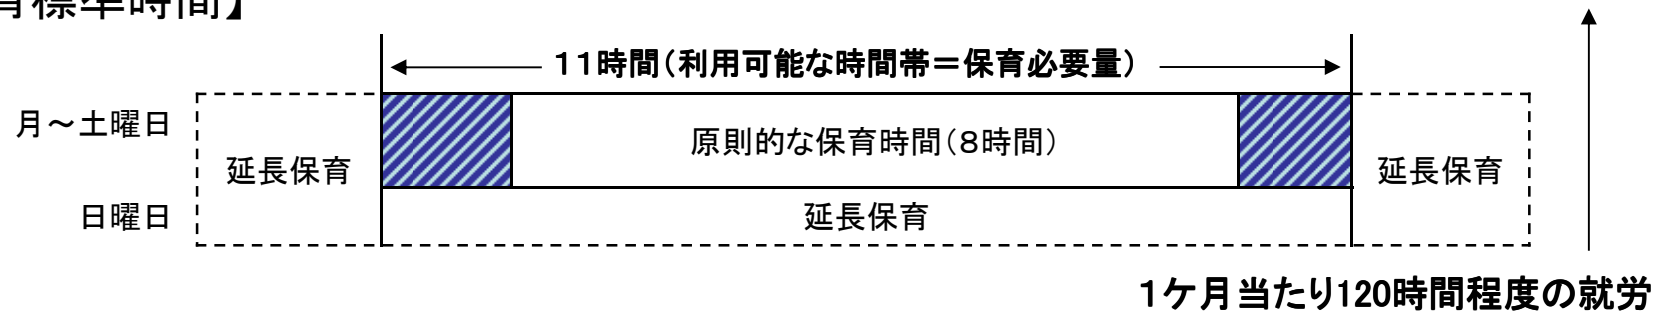 育標準時間】
11時間（利用可能な時間帯＝保育必要量）
月～土曜日
原則的な保育時間（8時間）
延長保育
延長保育
日曜日
延長保育
1ケ月当たり120時間程度の就労